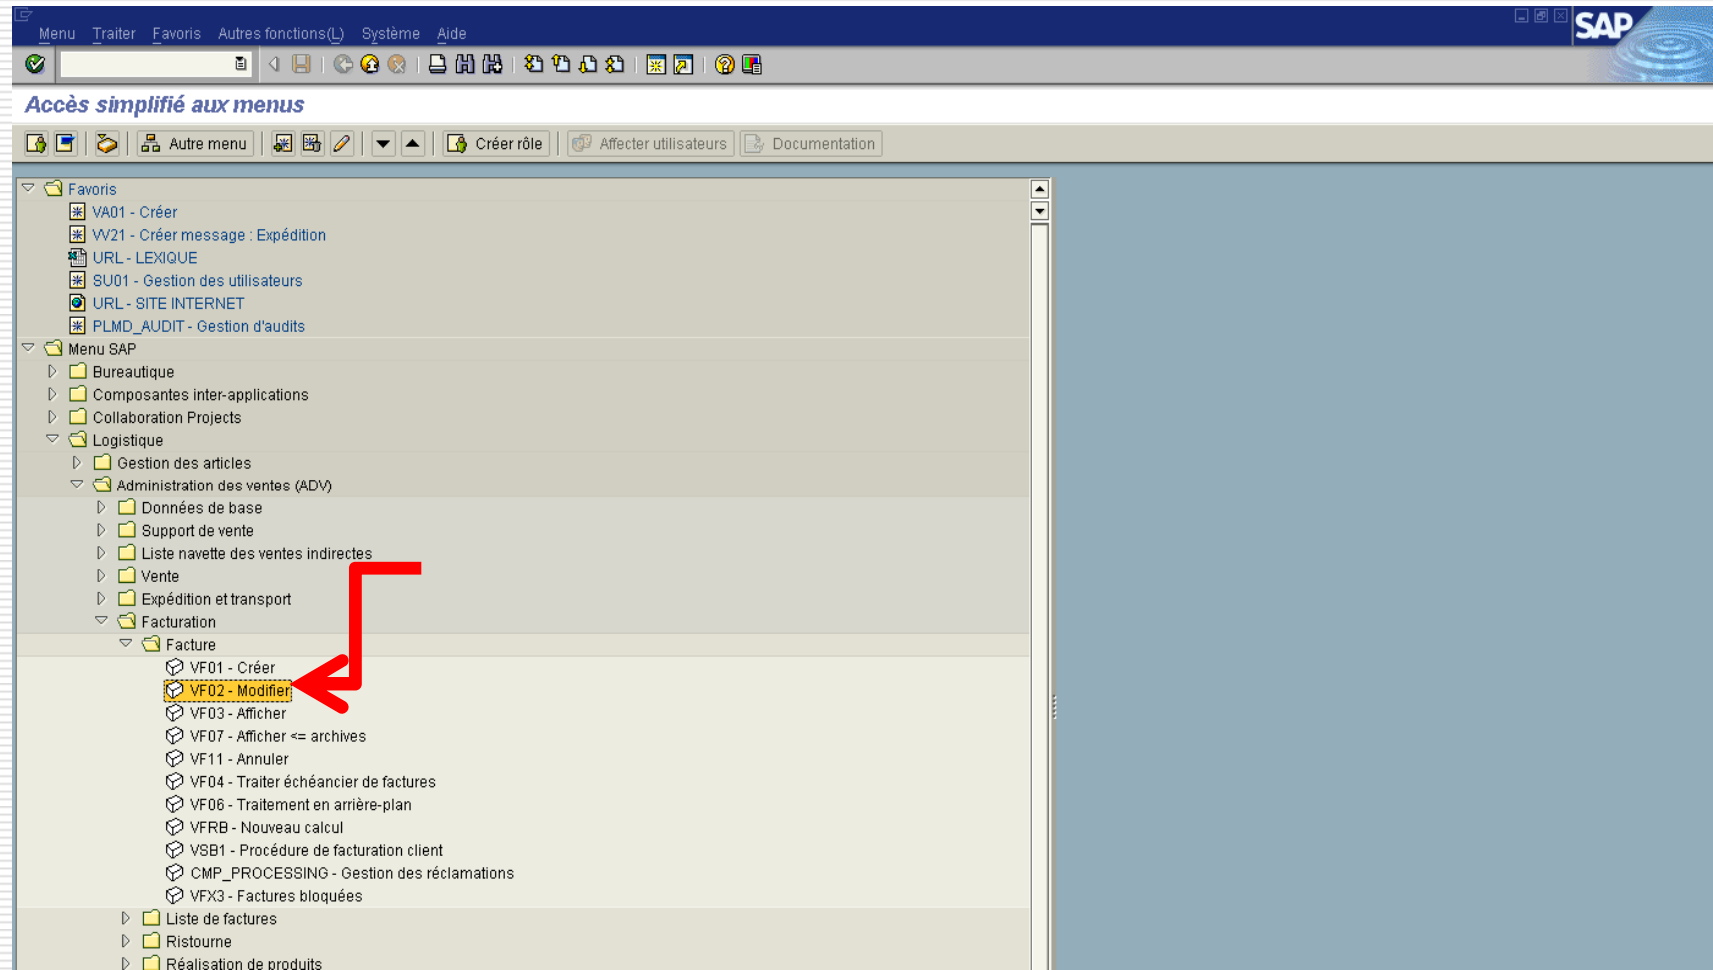 SAP
Menu Traiter Favoris Autres fonctions(L) Système Aide
Accès simplifié aux menus
Autre menu Créer rôle Affecter utilisateurs Documentation
Favoris
VA01 - Créer
VV21 - Créer message : Expédition
URL - LEXIQUE
SU01 - Gestion des utilisateurs
URL - SITE INTERNET
PLMD_AUDIT - Gestion d'audits
Menu SAP
Bureautique
Composantes inter-applications
Collaboration Projects
Logistique
Gestion des articles
Administration des ventes (ADV)
Données de base
Support de vente
Liste navette des ventes indirectes
Vente
Expédition et transport
Facturation
Facture
VF01 - Créer
VF02 - Modifier
VF03 - Afficher
VF07 - Afficher <= archives
VF11 - Annuler
VF04 - Traiter échéancier de factures
VF06 - Traitement en arrière-plan
VFRB - Nouveau calcul
VSB1 - Procédure de facturation client
CMP_PROCESSING - Gestion des réclamations
VFX3 - Factures bloquées
Liste de factures
Ristourne
Réalisation de produits